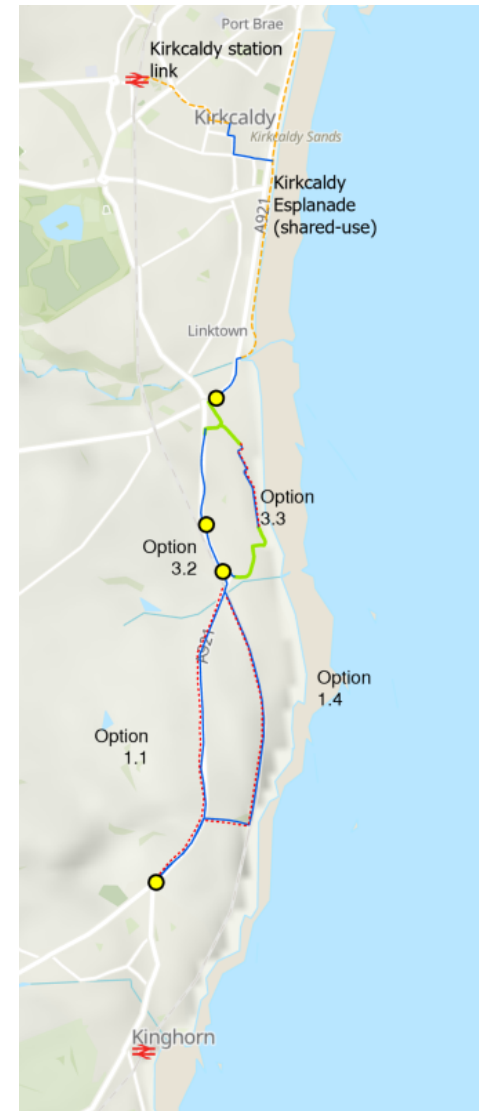 Port Brae
Kirkcaldy station
link
Kirkcaldy
Kirkcaldy Sands
Kirkcaldy
Esplanade
(shared-use)
A921
Linktown
Option
3.3
Option
3.2
A921
Option
1.4
Option
1.1
Kinghorn